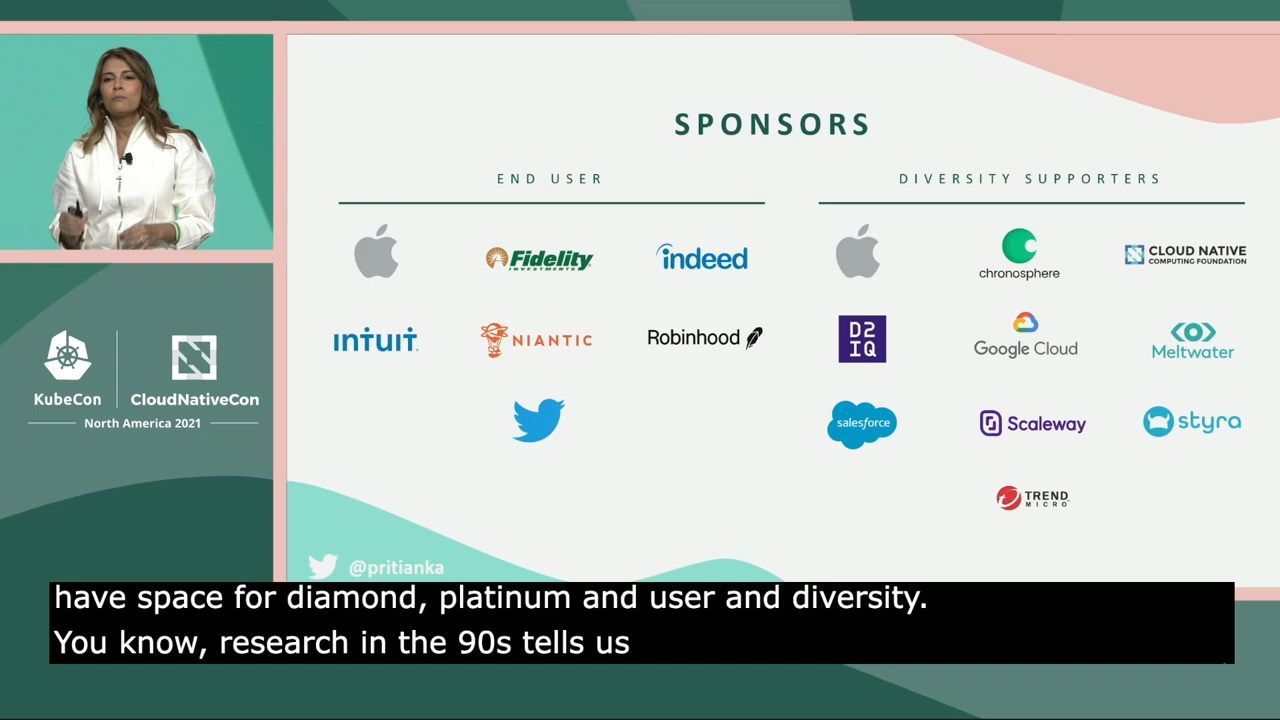 SPONSORS
END USER
Fidelity
INVESTMENTS
indeed
INTUIT
NIANTIC
Robinhood
DIVERSITY SUPPORTERS
chronosphere
CLOUD NATIVE
COMPUTING FOUNDATION
D2
IQ
Google Cloud
Meltwater
salesforce
Scaleway
styra
TREND
MICRO
KubeCon
CloudNativeCon
North America 2021
@pritianka
have space for diamond, platinum and user and diversity.
You know, research in the 90s tells us